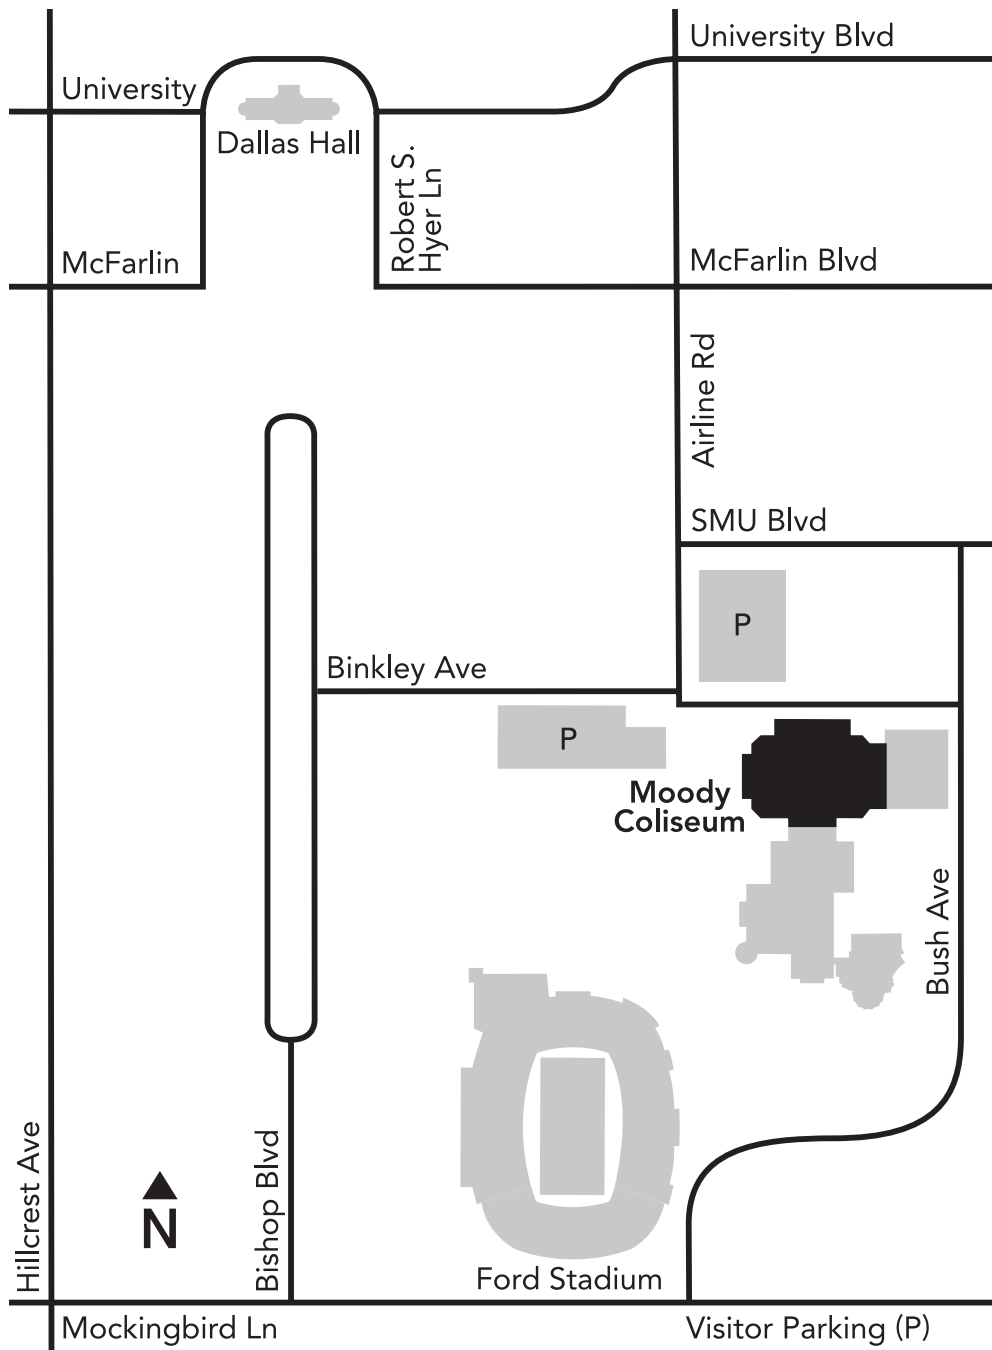 University Blvd
University
Dallas Hall
Robert S.
Hyer Ln
McFarlin
McFarlin Blvd
Airline Rd
SMU Blvd
P
Binkley Ave
P
Moody
Coliseum
Bush Ave
Hillcrest Ave
Bishop Blvd
N
Ford Stadium
Mockingbird Ln
Visitor Parking (P)